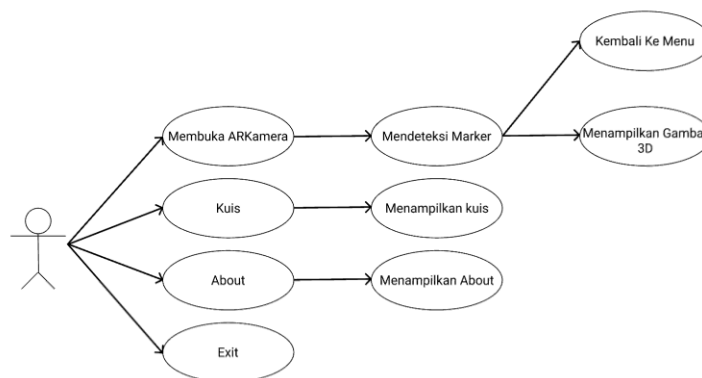 Kembali Ke Menu
Membuka ARKamera
Mendeteksi Marker
Menampilkan Gamba
3D
Kuis
Menampilkan kuis
About
Menampilkan About
Exit